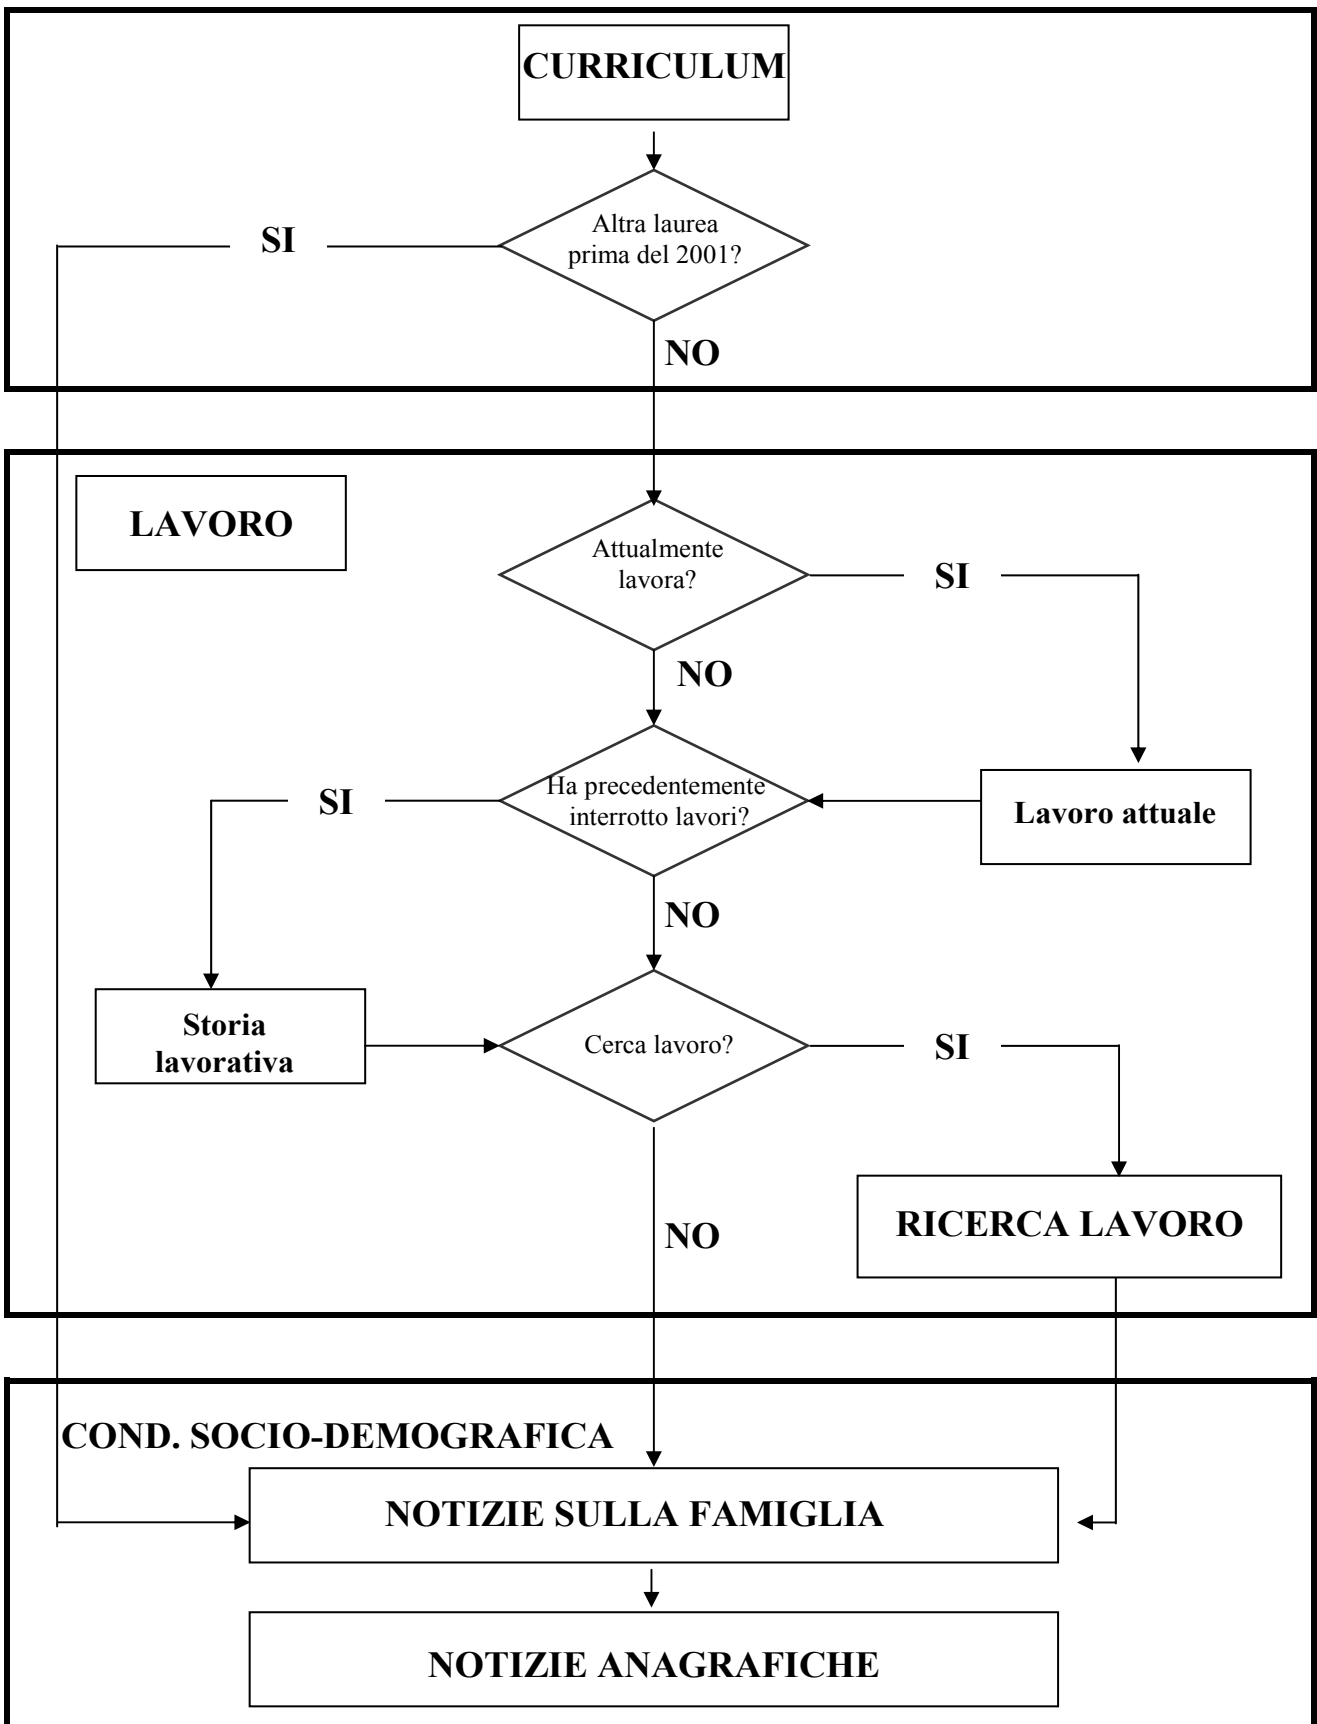 CURRICULUM
Altra laurea
prima del 2001?
SI
NO
LAVORO
Attualmente
lavora?
SI
NO
Ha precedentemente
interrotto lavori?
SI
Lavoro attuale
NO
Storia
lavorativa
Cerca lavoro?
SI
RICERCA LAVORO
NO
COND. SOCIO-DEMOGRAFICA
NOTIZIE SULLA FAMIGLIA
NOTIZIE ANAGRAFICHE